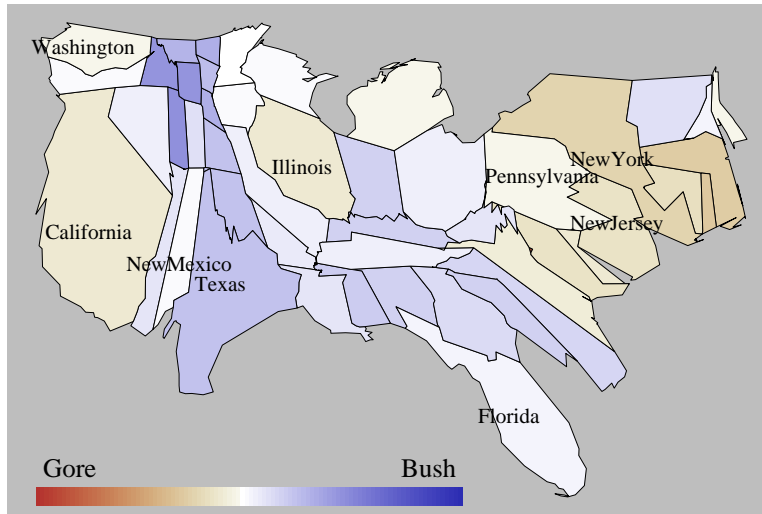 Washington
NewYork
Illinois
Pennsylvania
NewJersey
California
NewMexico
Texas
Florida
Gore
Bush